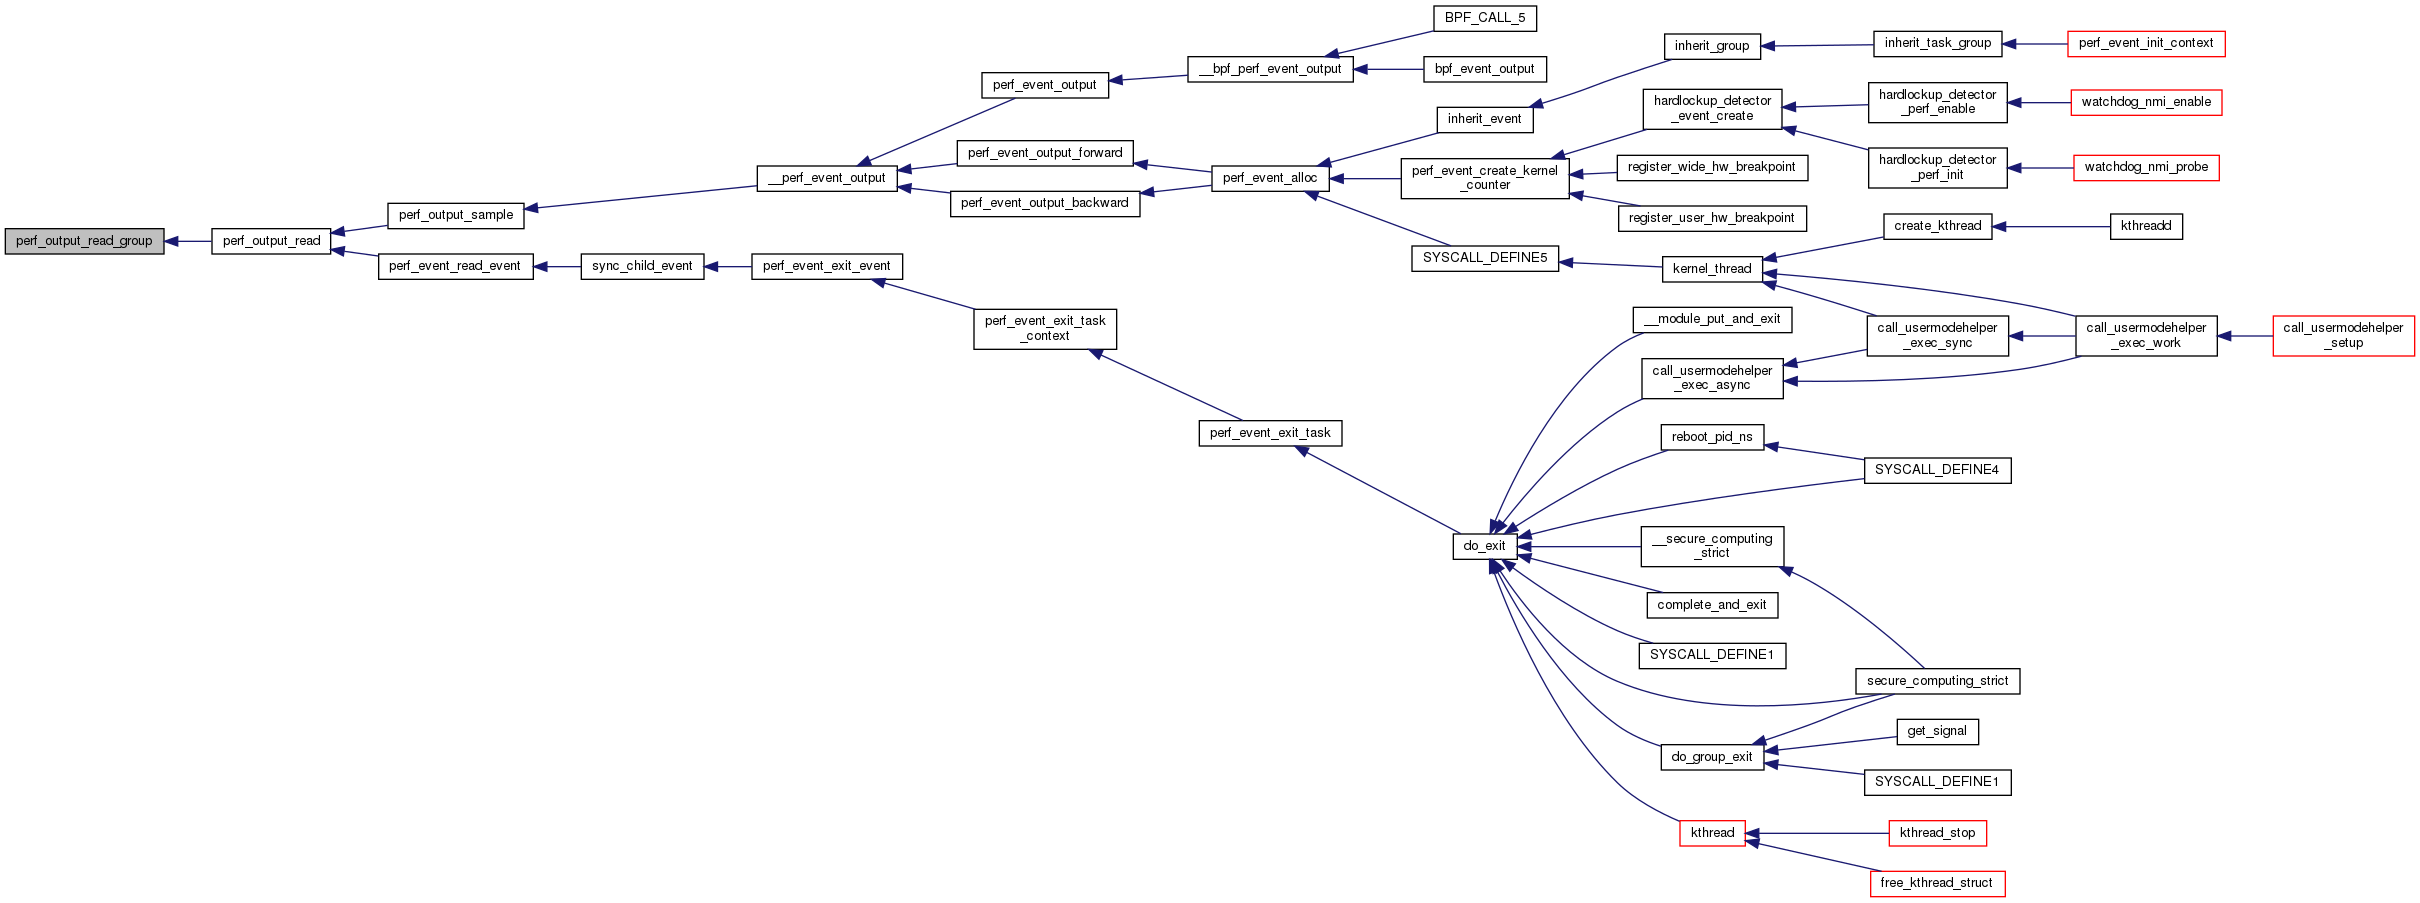 perf_output_read_group
perf_output_read
perf_output_sample
perf_event_read_event
__perf_event_output
sync_child_event
perf_event_exit_event
perf_event_output
perf_event_output_forward
perf_event_output_backward
perf_event_exit_task
_context
__bpf_perf_event_output
perf_event_alloc
perf_event_exit_task
BPF_CALL_5
bpf_event_output
inherit_event
perf_event_create_kernel
_counter
SYSCALL_DEFINE5
do_exit
inherit_group
hardlockup_detector
_event_create
register_wide_hw_breakpoint
register_user_hw_breakpoint
kernel_thread
__module_put_and_exit
call_usermodehelper
_exec_async
reboot_pid_ns
__secure_computing
_strict
complete_and_exit
SYSCALL_DEFINE1
do_group_exit
kthread
inherit_task_group
hardlockup_detector
_perf_enable
hardlockup_detector
_perf_init
create_kthread
call_usermodehelper
_exec_sync
SYSCALL_DEFINE4
secure_computing_strict
get_signal
SYSCALL_DEFINE1
kthread_stop
free_kthread_struct
perf_event_init_context
watchdog_nmi_enable
watchdog_nmi_probe
kthreadd
call_usermodehelper
_exec_work
call_usermodehelper
_setup